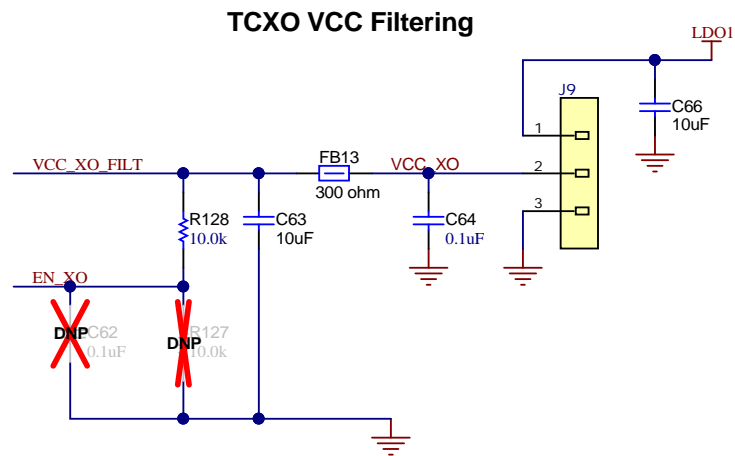 TCXO VCC Filtering
LDO1
J9
C66
10uF
1
2
3
VCC_XO_FILT
FB13
300 ohm
VCC_XO
R128
10.0k
C63
10uF
C64
0.1uF
EN_XO
DNP
C62
0.1uF
DNP
R127
10.0k